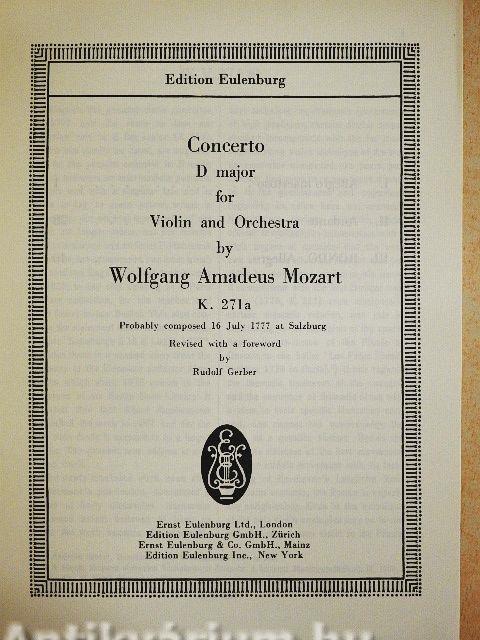 Edition Eulenburg
Concerto
D major
for
Violin and Orchestra
by
Wolfgang Amadeus Mozart
K. 271a
Probably composed 16 July 1777 at Salzburg
Revised with a foreword
by
Rudolf Gerber
Ernst Eulenburg Ltd., London
Edition Eulenburg GmbH., Zürich
Ernst Eulenburg & Co. GmbH., Mainz
Edition Eulenburg Inc., New York
Antikvárium.hu